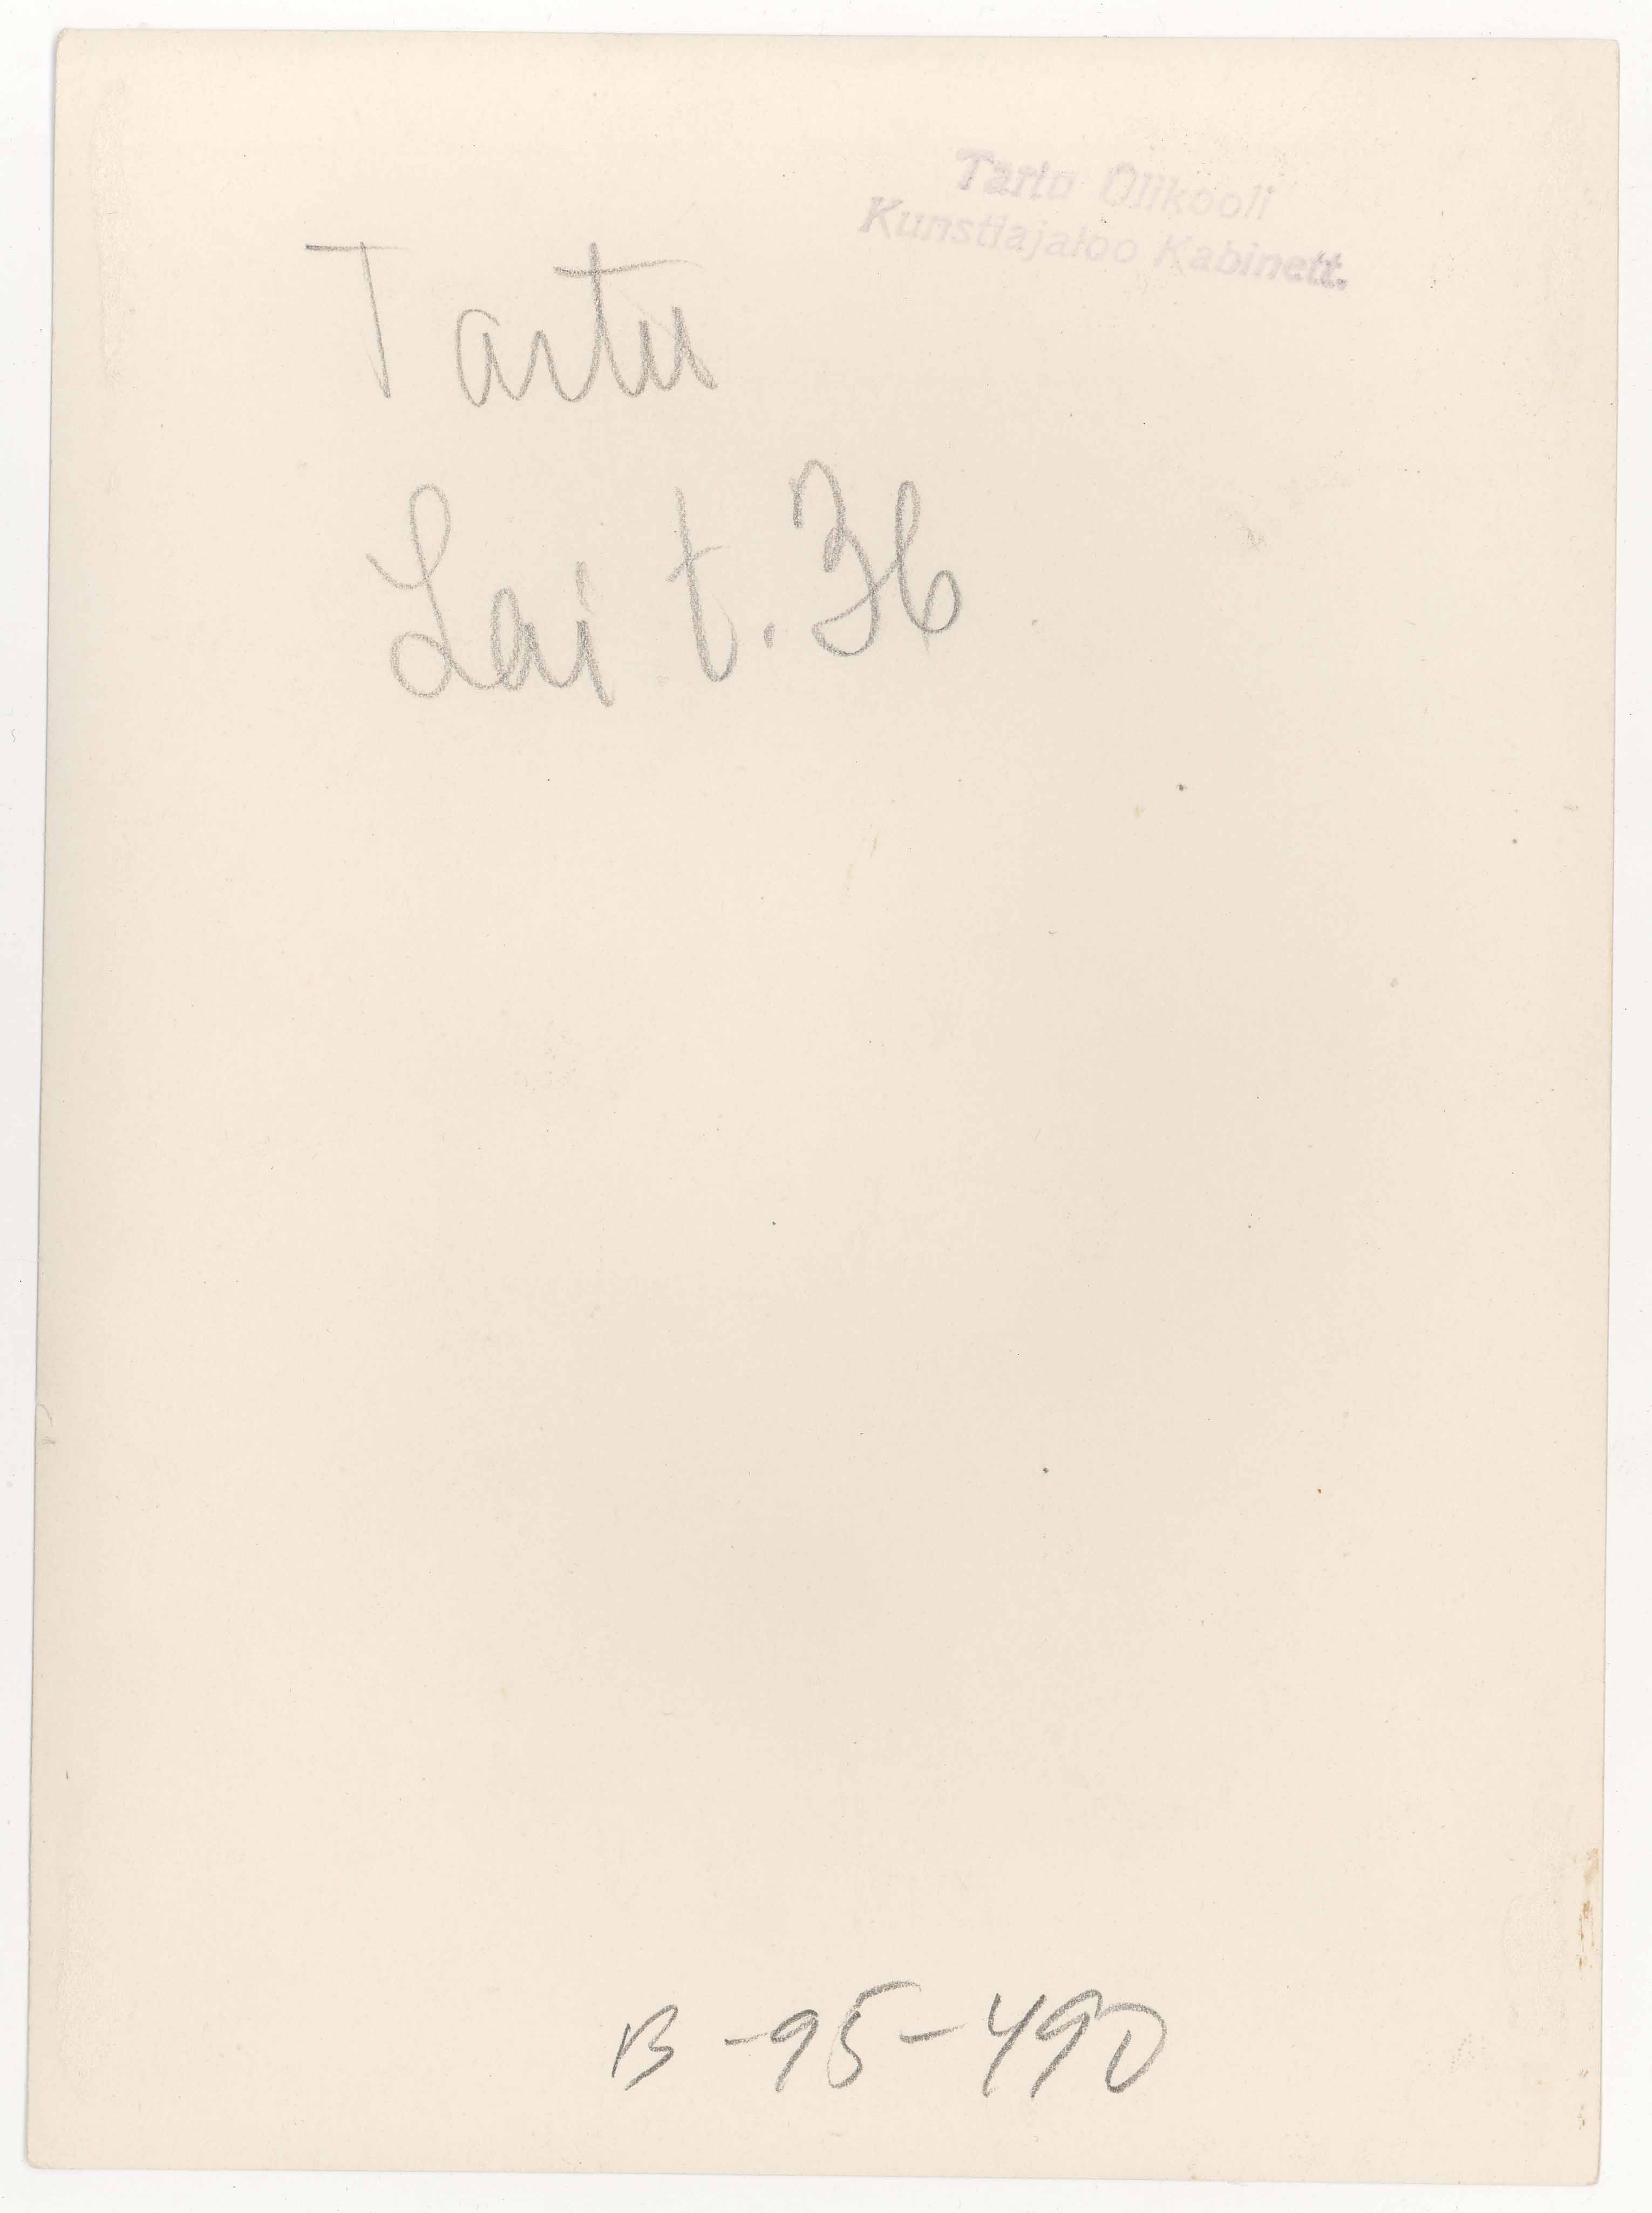 Tartu Ülikooli
Kunstiajaloo Kabinett.
Tartu
Lai t. 36
B-95-490